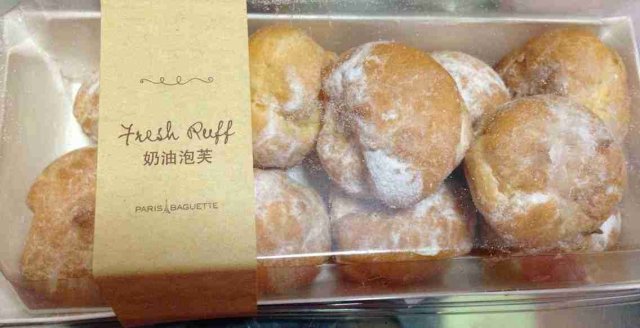 Fresh Puff
奶油泡芙
PARIS BAGUETTE